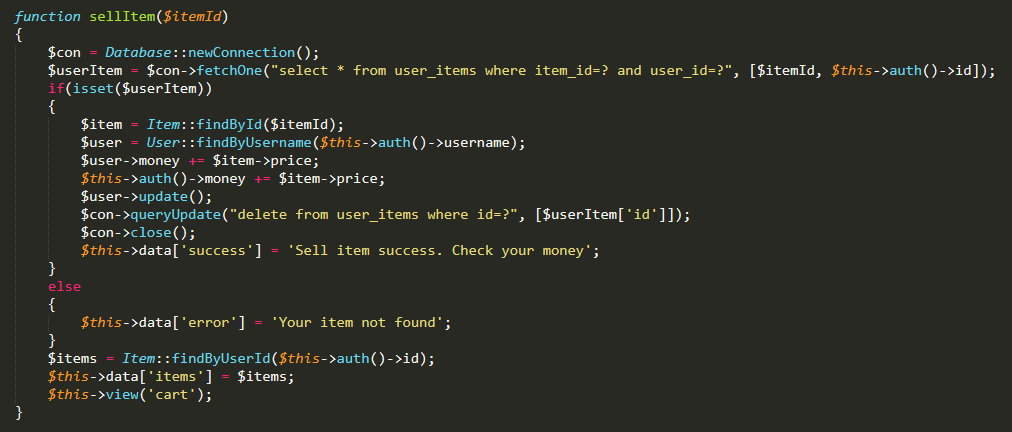 function sellItem($itemId)
{
$con = Database::newConnection();
$userItem = $con->fetchOne("select * from user_items where item_id=? and user_id=?", [$itemId, $this->auth()->id]);
if(isset($userItem))
{
$item = Item::findById($itemId);
$user = User::findByUsername($this->auth()->username);
$user->money += $item->price;
$this->auth()->money += $item->price;
$user->update();
$con->queryUpdate("delete from user_items where id=?", [$userItem['id']]);
$con->close();
$this->data['success'] = 'Sell item success. Check your money';
}
else
{
$this->data['error'] = 'Your item not found';
}
$items = Item::findByUserId($this->auth()->id);
$this->data['items'] = $items;
$this->view('cart');
}